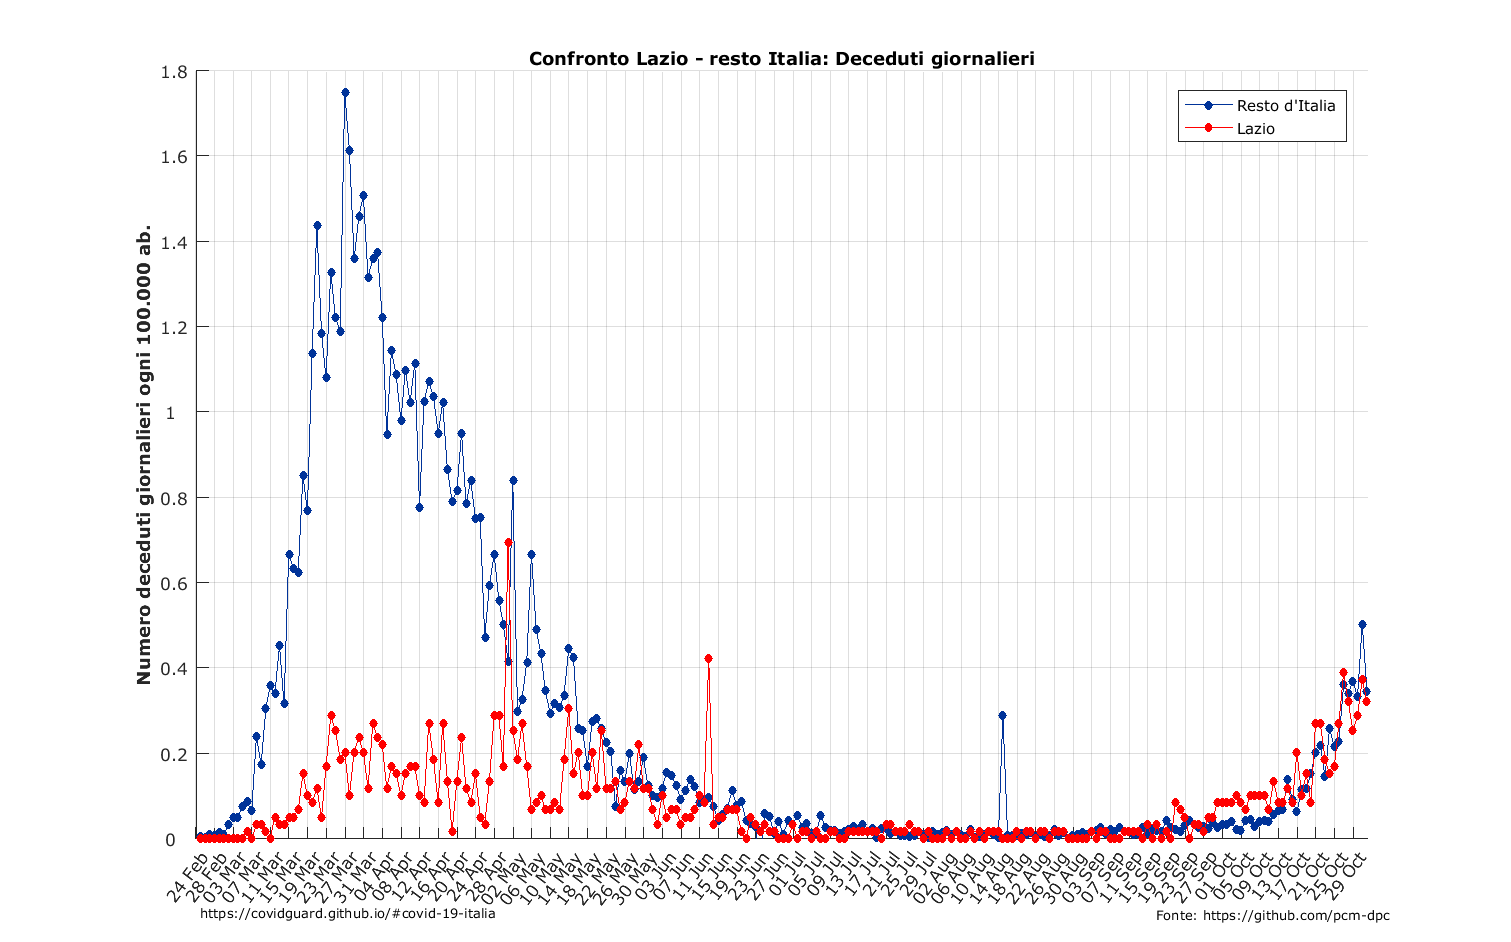 Confronto Lazio - resto Italia: Deceduti giornalieri
Resto d'Italia
Lazio
Numero deceduti giornalieri ogni 100.000 ab.
1.8
1.6
1.4
1.2
1
0.8
0.6
0.4
0.2
0
24 Feb
28 Feb
03 Mar
07 Mar
11 Mar
15 Mar
19 Mar
23 Mar
27 Mar
31 Mar
04 Apr
08 Apr
12 Apr
16 Apr
20 Apr
24 Apr
28 Apr
02 May
06 May
10 May
14 May
18 May
22 May
26 May
30 May
03 Jun
07 Jun
11 Jun
15 Jun
19 Jun
23 Jun
27 Jun
01 Jul
05 Jul
09 Jul
13 Jul
17 Jul
21 Jul
25 Jul
29 Jul
02 Aug
06 Aug
10 Aug
14 Aug
18 Aug
22 Aug
26 Aug
30 Aug
03 Sep
07 Sep
11 Sep
15 Sep
19 Sep
23 Sep
27 Sep
01 Oct
05 Oct
09 Oct
13 Oct
17 Oct
21 Oct
25 Oct
29 Oct
https://covidguard.github.io/#covid-19-italia
Fonte: https://github.com/pcm-dpc